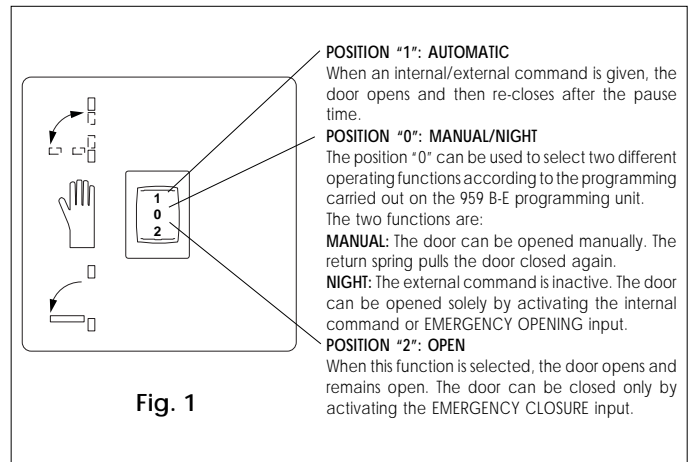 POSITION "1": AUTOMATIC
When an internal/external command is given, the
door opens and then re-closes after the pause
time.
POSITION "0": MANUAL/NIGHT
The position "0" can be used to select two different
operating functions according to the programming
carried out on the 959 B-E programming unit.
The two functions are:
MANUAL: The door can be opened manually. The
return spring pulls the door closed again.
NIGHT: The external command is inactive. The door
can be opened solely by activating the internal
command or EMERGENCY OPENING input.
POSITION "2": OPEN
When this function is selected, the door opens and
remains open. The door can be closed only by
activating the EMERGENCY CLOSURE input.
1
0
2
Fig. 1